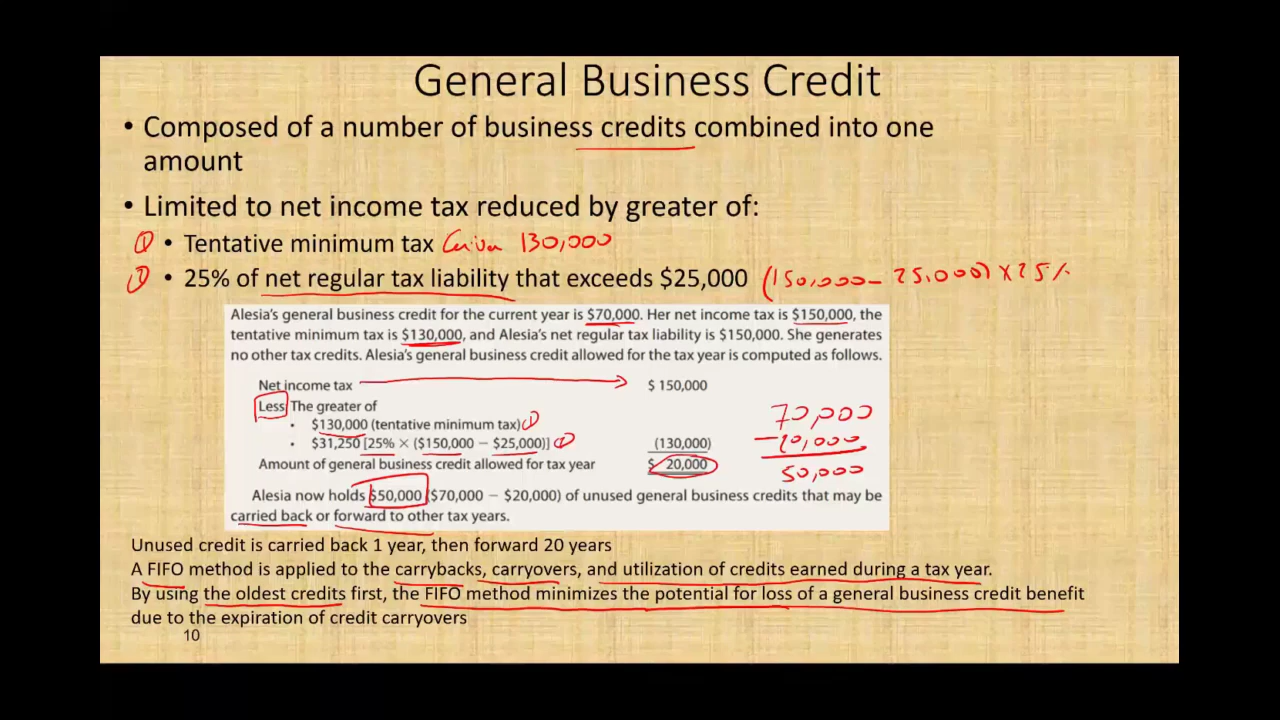 General Business Credit
• Composed of a number of business credits combined into one
amount
• Limited to net income tax reduced by greater of:
① • Tentative minimum tax Given 130,000
• 25% of net regular tax liability that exceeds $25,000 (150,000 - 25,000) x 25%
Alesia's general business credit for the current year is $70,000. Her net income tax is $150,000, the
tentative minimum tax is $130,000, and Alesia's net regular tax liability is $150,000. She generates
no other tax credits. Alesia's general business credit allowed for the tax year is computed as follows.
Net income tax $ 150,000
Less: The greater of
• $130,000 (tentative minimum tax) ①
• $31,250 [25% × ($150,000 − $25,000)] (130,000)
Amount of general business credit allowed for tax year $ 20,000
70,000
-20,000
50,000
Alesia now holds $50,000 ($70,000 − $20,000) of unused general business credits that may be
carried back or forward to other tax years.
Unused credit is carried back 1 year, then forward 20 years
A FIFO method is applied to the carrybacks, carryovers, and utilization of credits earned during a tax year.
By using the oldest credits first, the FIFO method minimizes the potential for loss of a general business credit benefit
due to the expiration of credit carryovers
10